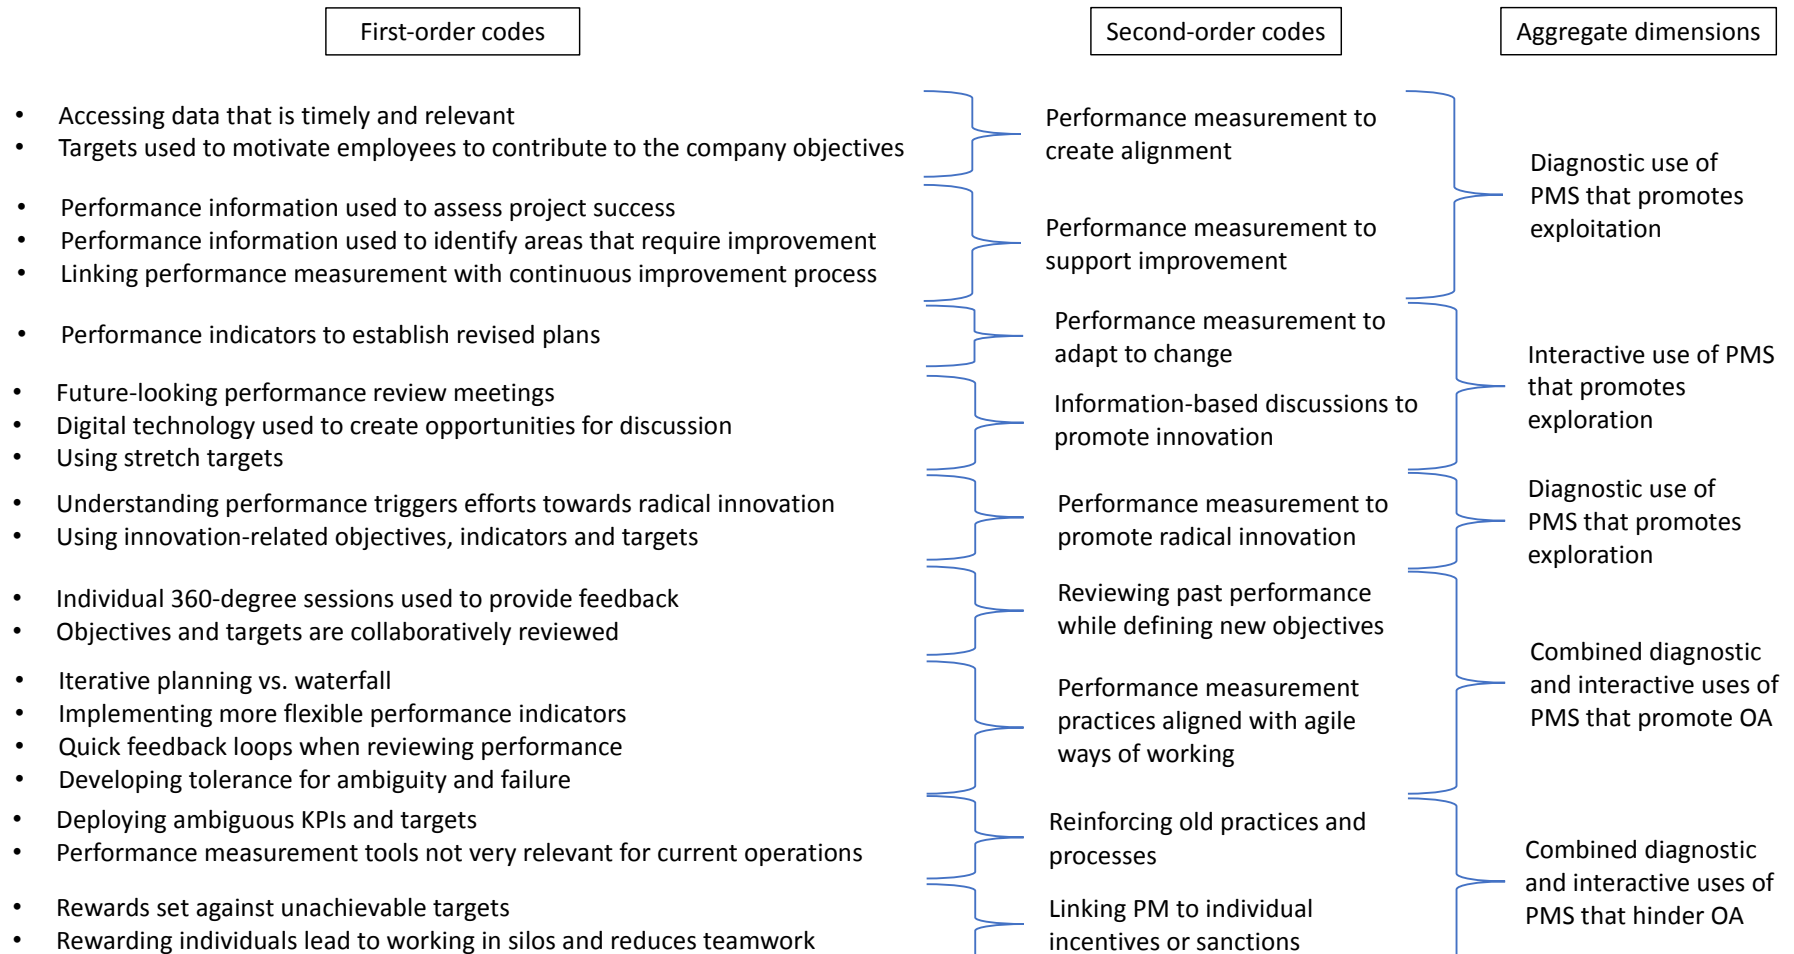 First-order codes
Second-order codes
Aggregate dimensions
• Accessing data that is timely and relevant
• Targets used to motivate employees to contribute to the company objectives
Performance measurement to
create alignment
• Performance information used to assess project success
• Performance information used to identify areas that require improvement
• Linking performance measurement with continuous improvement process
Performance measurement to
support improvement
Diagnostic use of
PMS that promotes
exploitation
• Performance indicators to establish revised plans
Performance measurement to
adapt to change
• Future-looking performance review meetings
• Digital technology used to create opportunities for discussion
• Using stretch targets
Information-based discussions to
promote innovation
Interactive use of PMS
that promotes
exploration
• Understanding performance triggers efforts towards radical innovation
• Using innovation-related objectives, indicators and targets
Performance measurement to
promote radical innovation
Diagnostic use of
PMS that promotes
exploration
• Individual 360-degree sessions used to provide feedback
• Objectives and targets are collaboratively reviewed
Reviewing past performance
while defining new objectives
• Iterative planning vs. waterfall
• Implementing more flexible performance indicators
• Quick feedback loops when reviewing performance
• Developing tolerance for ambiguity and failure
Performance measurement
practices aligned with agile
ways of working
Combined diagnostic
and interactive uses of
PMS that promote OA
• Deploying ambiguous KPIs and targets
• Performance measurement tools not very relevant for current operations
Reinforcing old practices and
processes
• Rewards set against unachievable targets
• Rewarding individuals lead to working in silos and reduces teamwork
Linking PM to individual
incentives or sanctions
Combined diagnostic
and interactive uses of
PMS that hinder OA